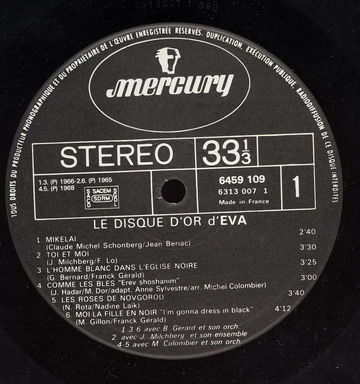 TOUS DROITS DU PRODUCTEUR PHONOGRAPHIQUE ET DU PROPRIETAIRE DE L'ŒUVRE ENREGISTREE RESERVES. DUPLICATION, EXECUTION PUBLIQUE, RADIODIFFUSION DE CE DISQUE INTERDITES
mercury
STEREO 33 1/3
1.3. (P) 1966-2.6. (P) 1965
4.5. (P) 1968
SACEM
SDRM
6459 109
6313 007 1
Made in France
1
LE DISQUE D'OR d'EVA
1 MIKELAI 2'40
(Claude Michel Schonberg/Jean Beriac)
2 TOI ET MOI 3'30
(J. Milchberg/F. Lo)
3 L'HOMME BLANC DANS L'EGLISE NOIRE 3'25
(G. Bernard/Franck Gerald)
4 COMME LES BLES "Erev shoshanim" 3'00
(J. Hadar/M. Dor/adapt. Anne Sylvestre/arr. Michel Colombier)
5. LES ROSES DE NOVGOROD 3'40
(N. Rota/Nadine Laik)
6. MOI LA FILLE EN NOIR "I'm gonna dress in black" 4'12
(M. Gillon/Franck Gerald)
1 3 6 avec B Gérard et son orch
2 avec J. Milchberg et son ensemble
4-5 avec M. Colombier et son orch.